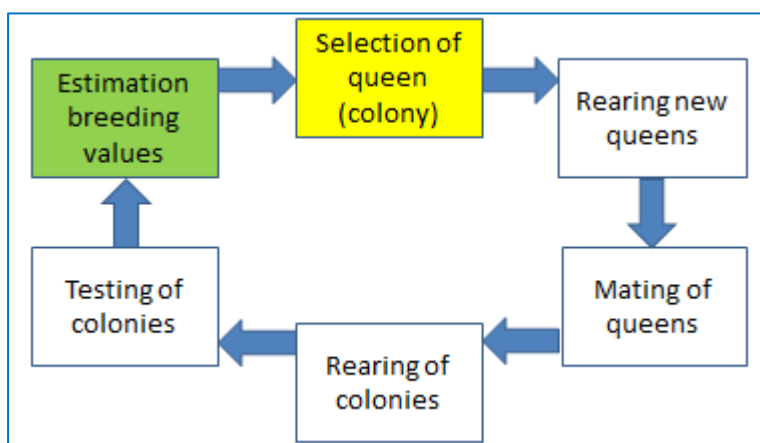 Estimation
breeding
values
Selection of
queen
(colony)
Rearing new
queens
Mating of
queens
Rearing of
colonies
Testing of
colonies